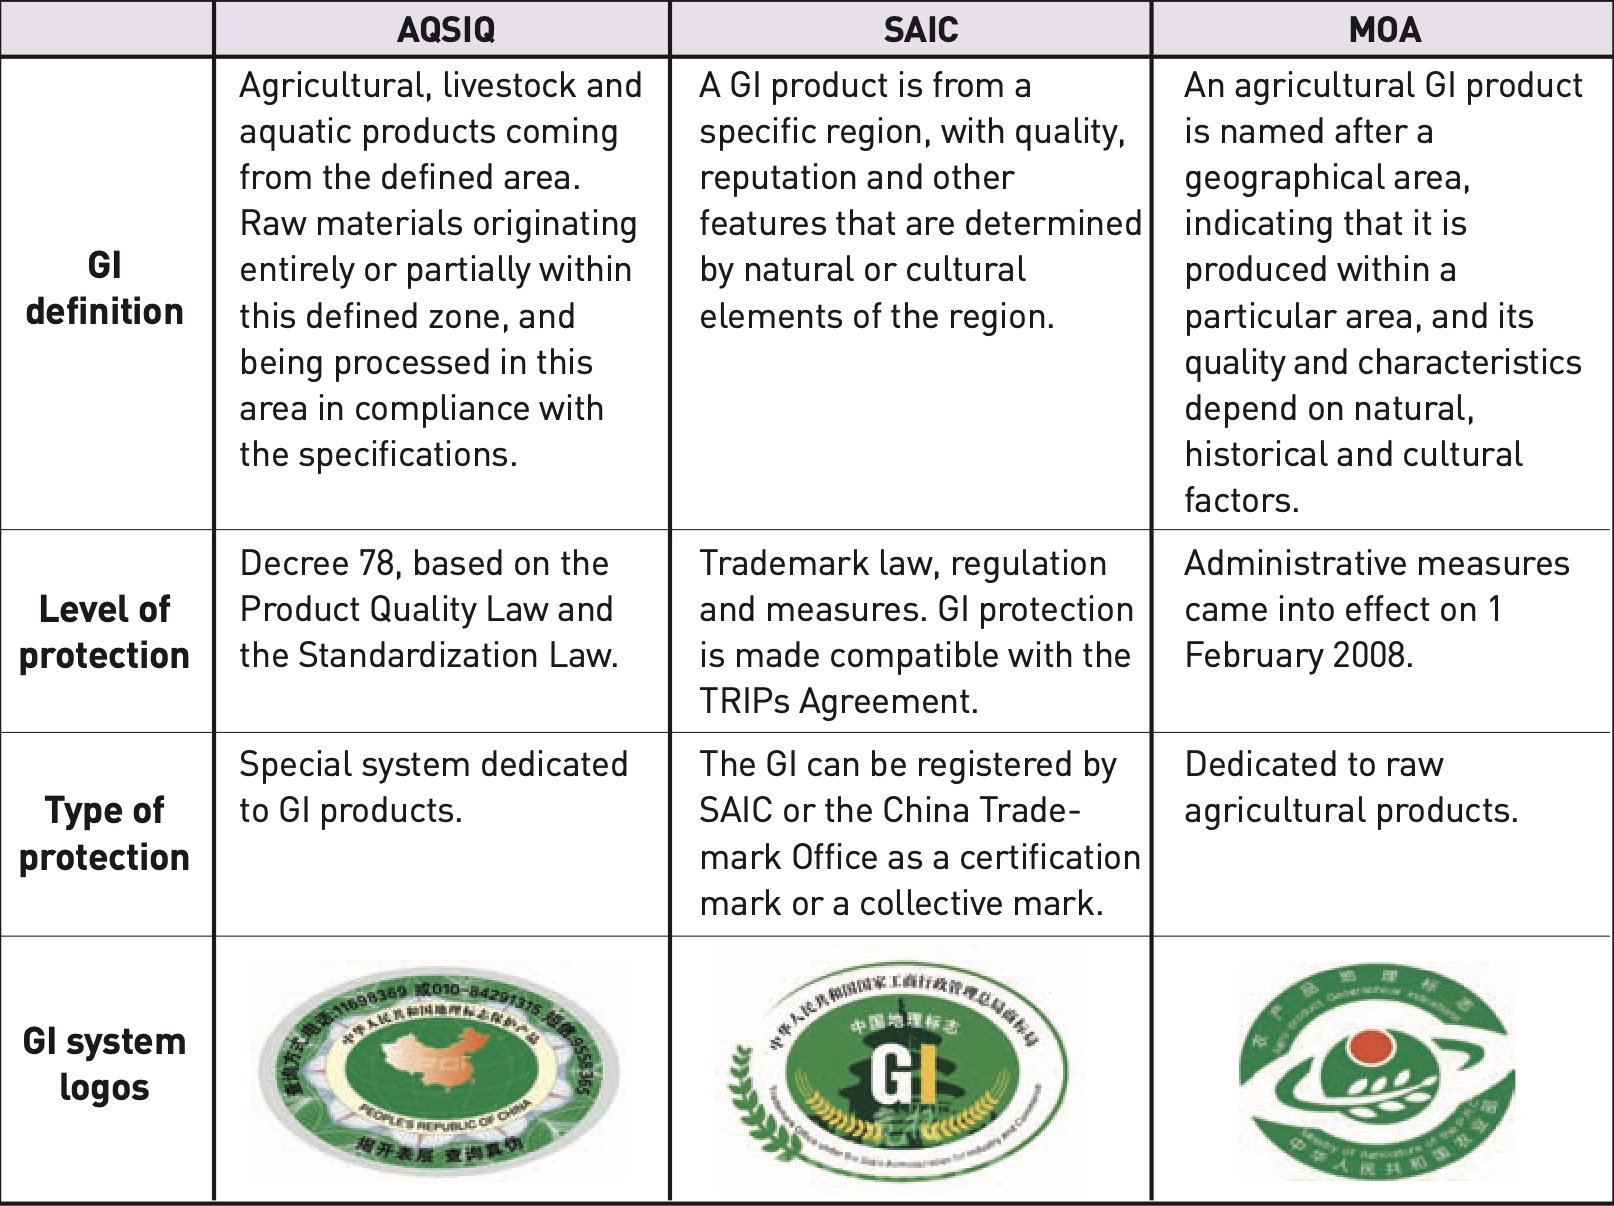 AQSIQ
SAIC
MOA
GI
definition
Agricultural, livestock and
aquatic products coming
from the defined area.
Raw materials originating
entirely or partially within
this defined zone, and
being processed in this
area in compliance with
the specifications.
A GI product is from a
specific region, with quality,
reputation and other
features that are determined
by natural or cultural
elements of the region.
An agricultural GI product
is named after a
geographical area,
indicating that it is
produced within a
particular area, and its
quality and characteristics
depend on natural,
historical and cultural
factors.
Level of
protection
Decree 78, based on the
Product Quality Law and
the Standardization Law.
Trademark law, regulation
and measures. GI protection
is made compatible with the
TRIPs Agreement.
Administrative measures
came into effect on 1
February 2008.
Type of
protection
Special system dedicated
to GI products.
The GI can be registered by
SAIC or the China Trade-
mark Office as a certification
mark or a collective mark.
Dedicated to raw
agricultural products.
GI system
logos
查询方式电话:11698369 或010-84291315 短信:9558365
中华人民共和国地理标志保护产品
PGI
PEOPLE'S REPUBLIC OF CHINA
揭开表层 查询真伪
中华人民共和国国家工商行政管理总局商标局
中国地理标志
GI
Trademark Office under the State Administration for Industry and Commerce
农产品地理标志
Agro-product Geographical Indications
Ministry of Agriculture of the P.R.
中华人民共和国农业部